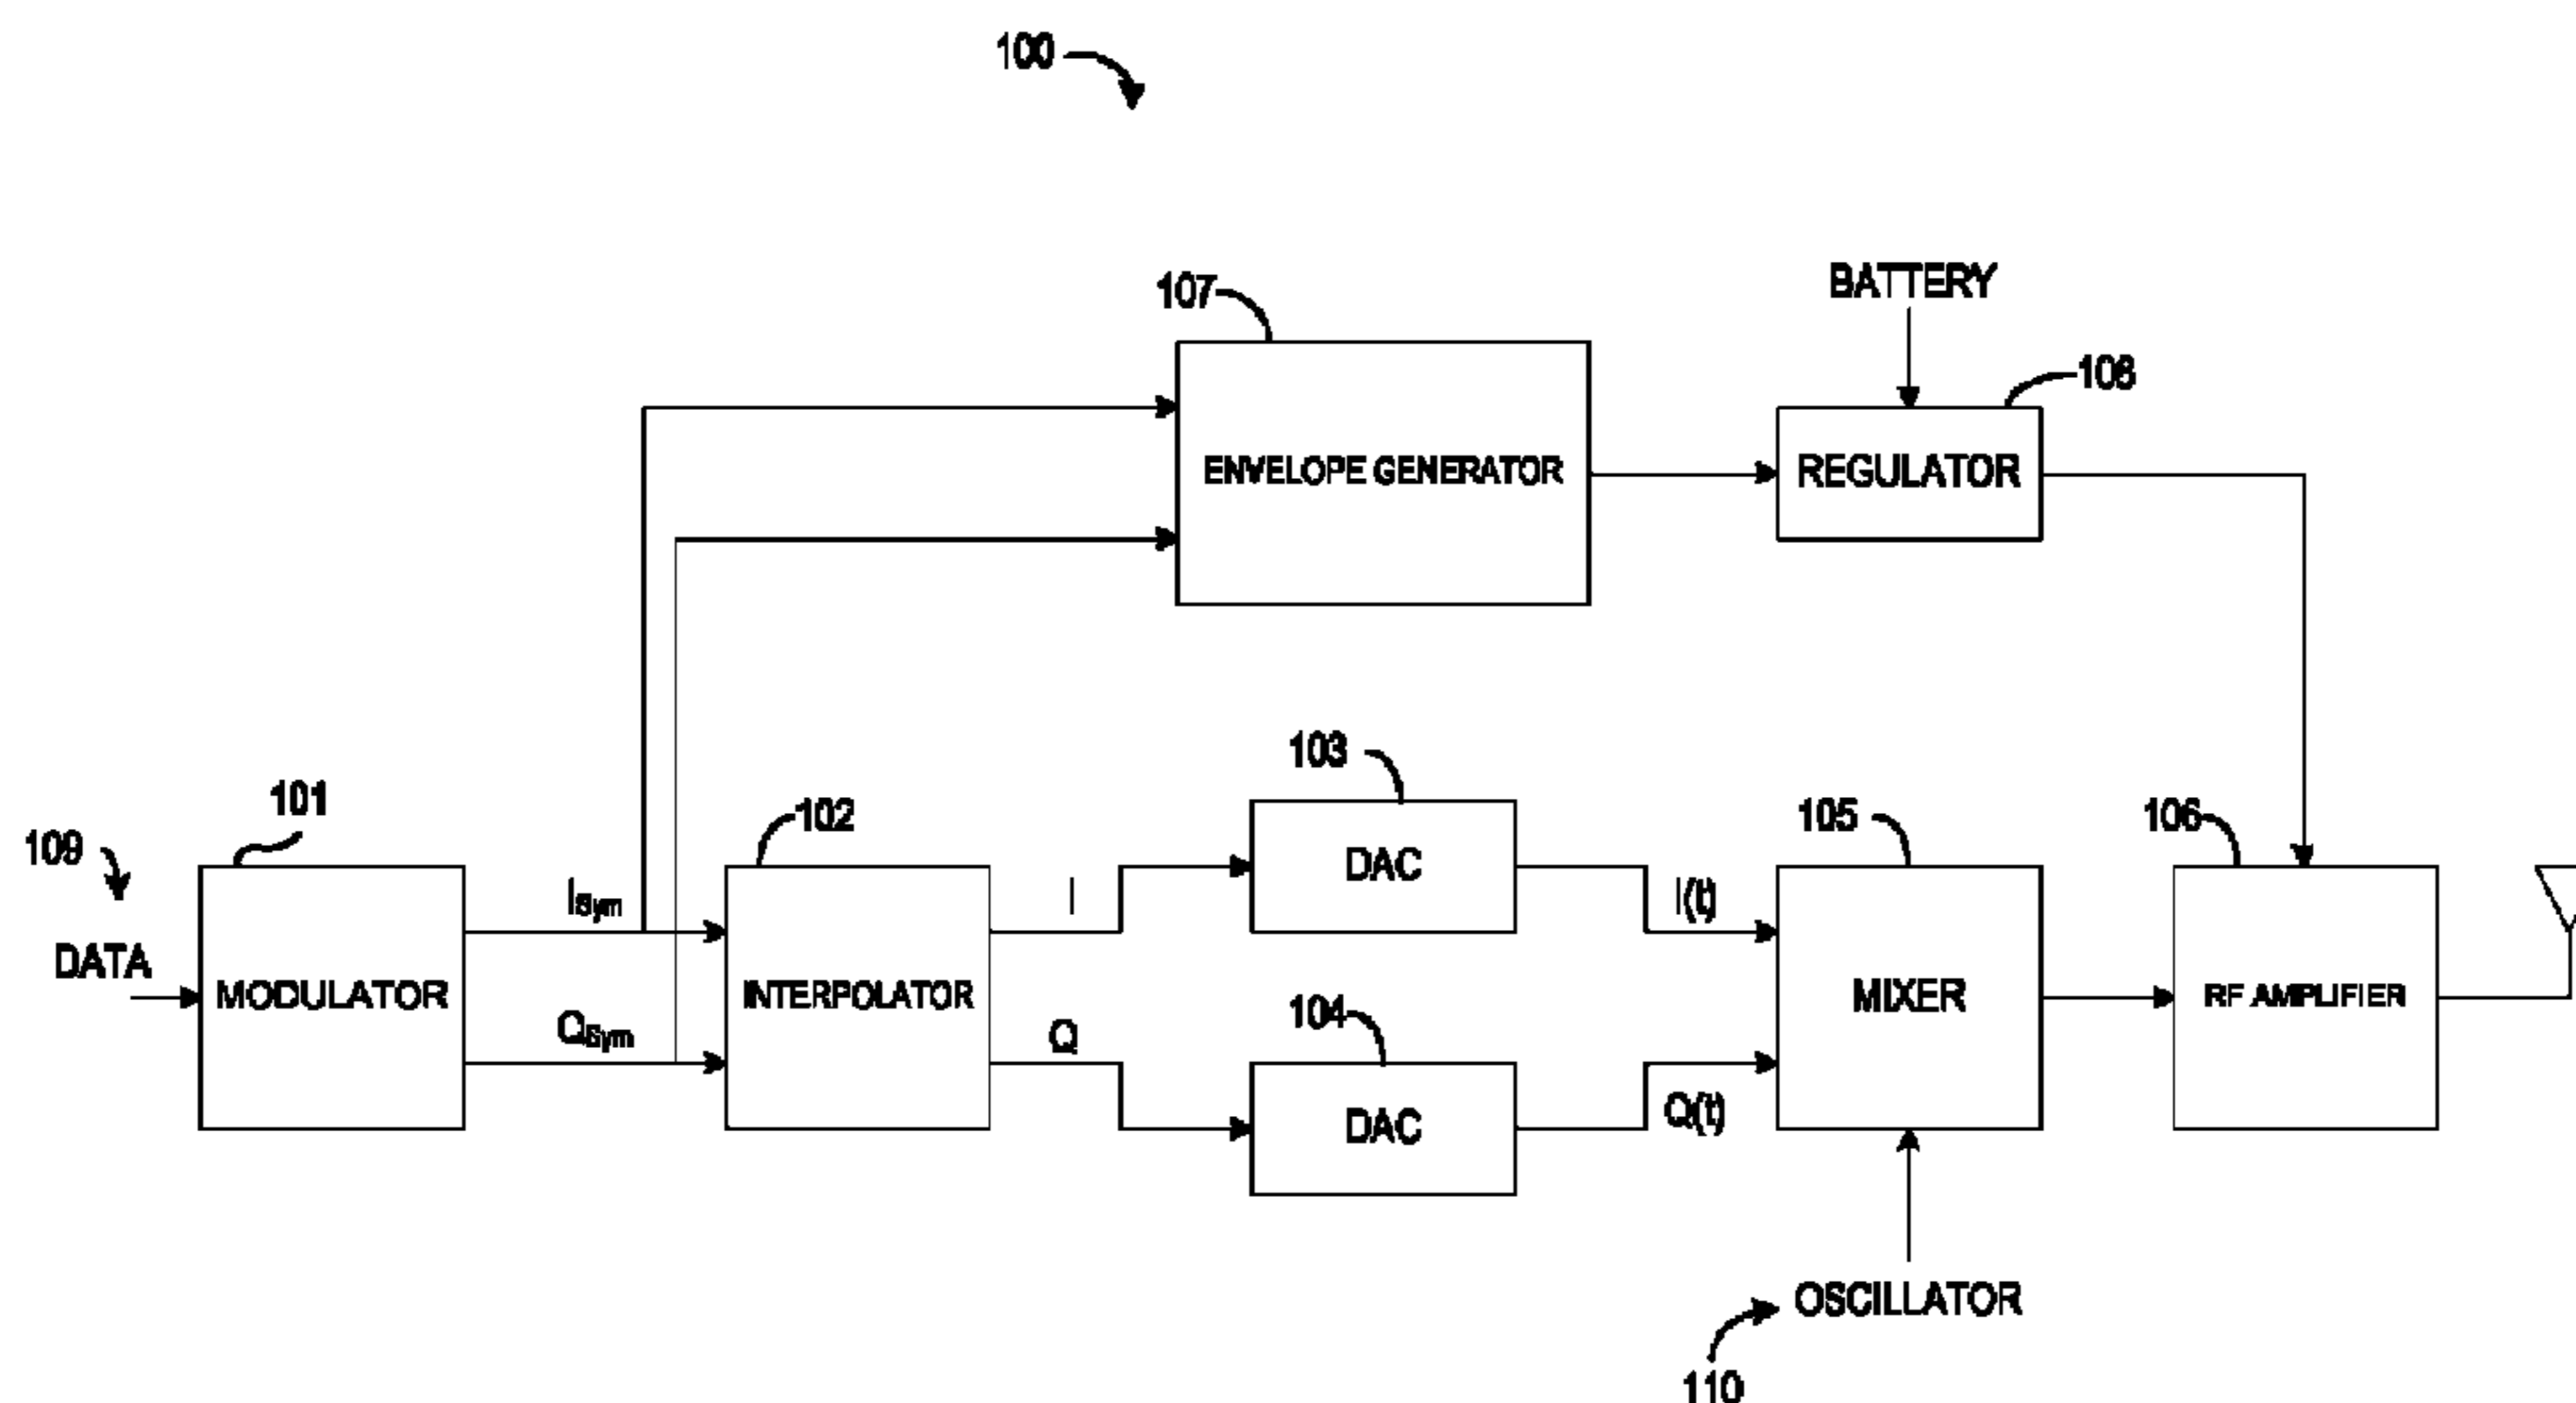 100
107
BATTERY
108
ENVELOPE GENERATOR
REGULATOR
103
101
102
105
106
109
DAC
ISym
I
I(t)
DATA
MODULATOR
INTERPOLATOR
MIXER
RF AMPLIFIER
104
QSym
Q
Q(t)
DAC
OSCILLATOR
110